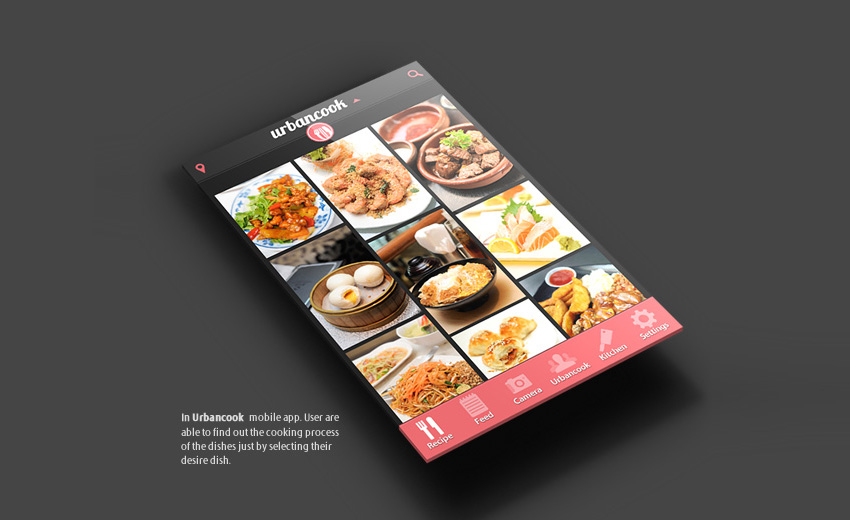 urbancook
Recipe
Feed
Camera
Urbancook
Kitchen
Settings
In Urbancook mobile app. User are
able to find out the cooking process
of the dishes just by selecting their
desire dish.